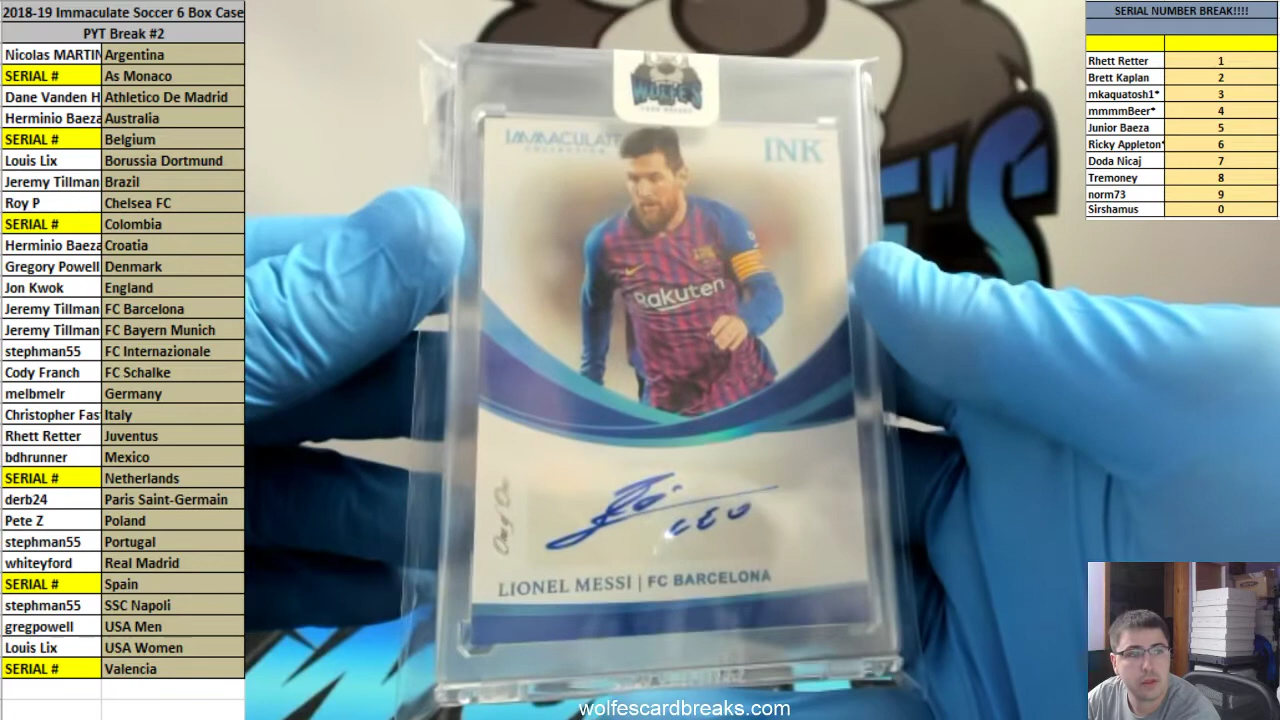 2018-19 Immaculate Soccer 6 Box Case
PYT Break #2
Nicolas MARTIN Argentina
SERIAL # As Monaco
Dane Vanden H Athletico De Madrid
Herminio Baeza Australia
SERIAL # Belgium
Louis Lix Borussia Dortmund
Jeremy Tillman Brazil
Roy P Chelsea FC
SERIAL # Colombia
Herminio Baeza Croatia
Gregory Powell Denmark
Jon Kwok England
Jeremy Tillman FC Barcelona
Jeremy Tillman FC Bayern Munich
stephman55 FC Internazionale
Cody Franch FC Schalke
melbmelr Germany
Christopher Fas Italy
Rhett Retter Juventus
bdhrunner Mexico
SERIAL # Netherlands
derb24 Paris Saint-Germain
Pete Z Poland
stephman55 Portugal
whiteyford Real Madrid
SERIAL # Spain
stephman55 SSC Napoli
gregpowell USA Men
Louis Lix USA Women
SERIAL # Valencia
WOLFE'S
IMMACULATE
COLLECTION
INK
Rakuten
One of One
Leo
LIONEL MESSI | FC BARCELONA
T'S
wolfescardbreaks.com
SERIAL NUMBER BREAK!!!!
Rhett Retter 1
Brett Kaplan 2
mkaquatosh1* 3
mmmmBeer* 4
Junior Baeza 5
Ricky Appleton* 6
Doda Nicaj 7
Tremoney 8
norm73 9
Sirshamus 0